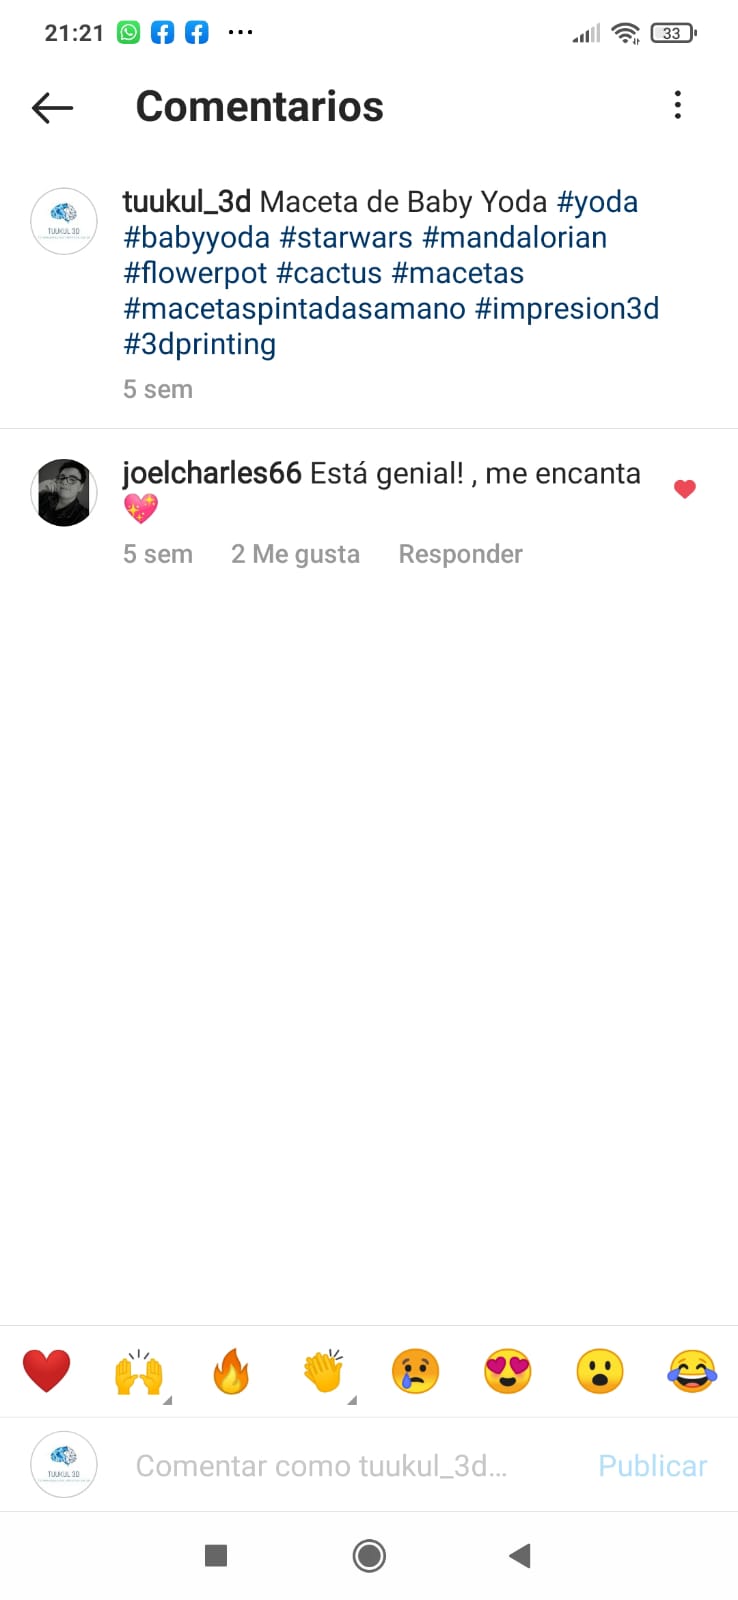 21:21
33
Comentarios
tuukul_3d Maceta de Baby Yoda #yoda
#babyyoda #starwars #mandalorian
#flowerpot #cactus #macetas
#macetaspintadasamano #impresion3d
#3dprinting
TUUKUL 3D
5 sem
joelcharles66 Está genial! , me encanta
💖
5 sem 2 Me gusta Responder
❤️ 🙌 🔥 👏 😢 😍 😮 😂
TUUKUL 3D
Comentar como tuukul_3d... Publicar